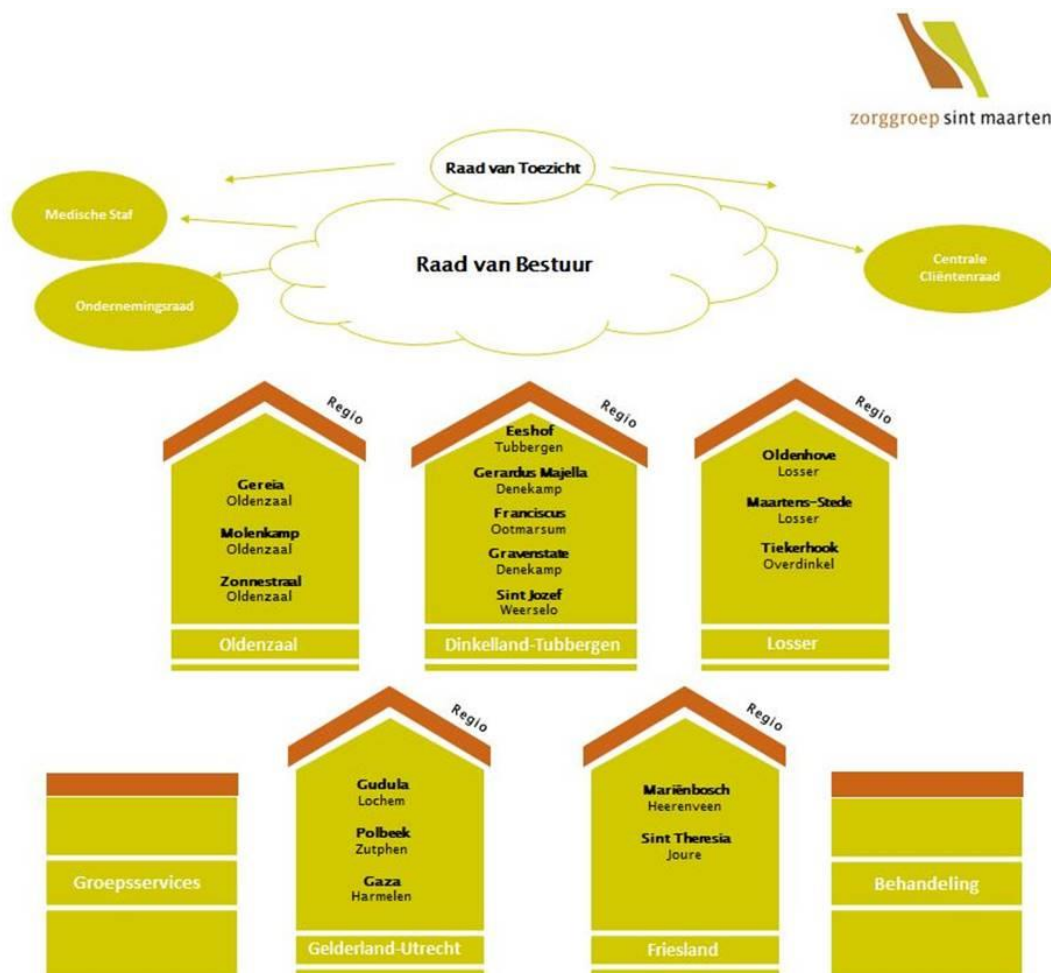 zorggroep sint maarten
Raad van Toezicht
Medische Staf
Raad van Bestuur
Centrale
Cliëntenraad
Ondernemingsraad
Regio
Gereia
Oldenzaal
Molenkamp
Oldenzaal
Zonnestraal
Oldenzaal
Oldenzaal
Regio
Eeshof
Tubbergen
Gerardus Majella
Denekamp
Franciscus
Ootmarsum
Gravenstate
Denekamp
Sint Jozef
Weerselo
Dinkelland-Tubbergen
Regio
Oldenhove
Losser
Maartens-Stede
Losser
Tiekerhook
Overdinkel
Losser
Groepsservices
Regio
Gudula
Lochem
Polbeek
Zutphen
Gaza
Harmelen
Gelderland-Utrecht
Regio
Mariënbosch
Heerenveen
Sint Theresia
Joure
Friesland
Behandeling